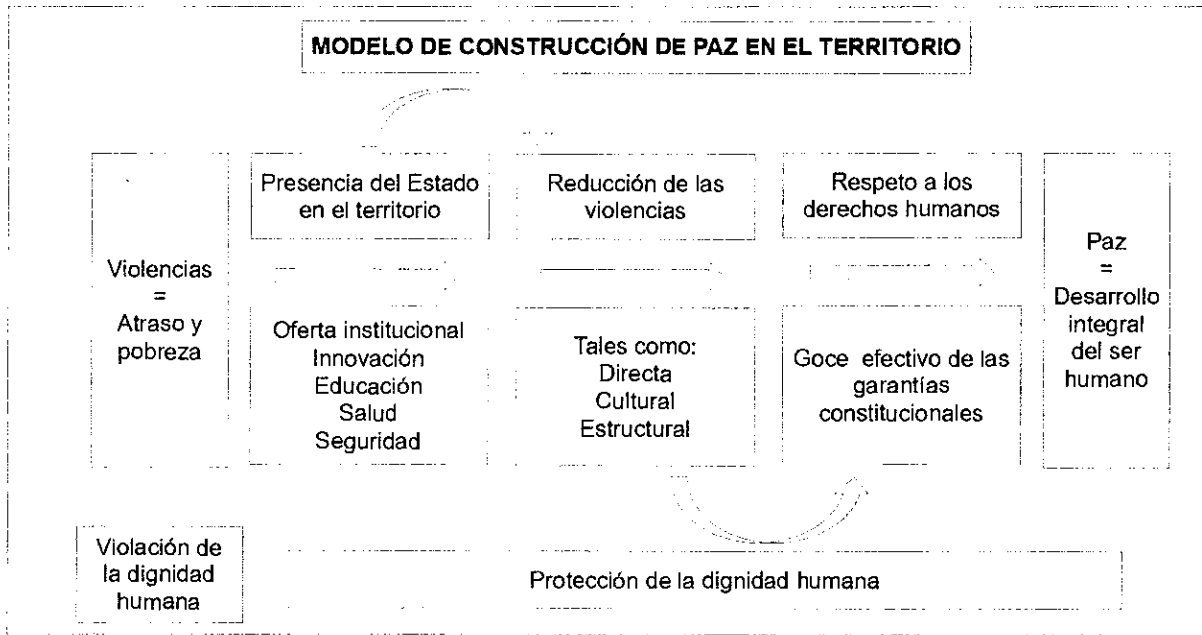 MODELO DE CONSTRUCCIÓN DE PAZ EN EL TERRITORIO
Violencias
=
Atraso y
pobreza
Presencia del Estado
en el territorio
Oferta institucional
Innovación
Educación
Salud
Seguridad
Reducción de las
violencias
Tales como:
Directa
Cultural
Estructural
Respeto a los
derechos humanos
Goce efectivo de las
garantías
constitucionales
Paz
=
Desarrollo
integral
del ser
humano
Violación de
la dignidad
humana
Protección de la dignidad humana